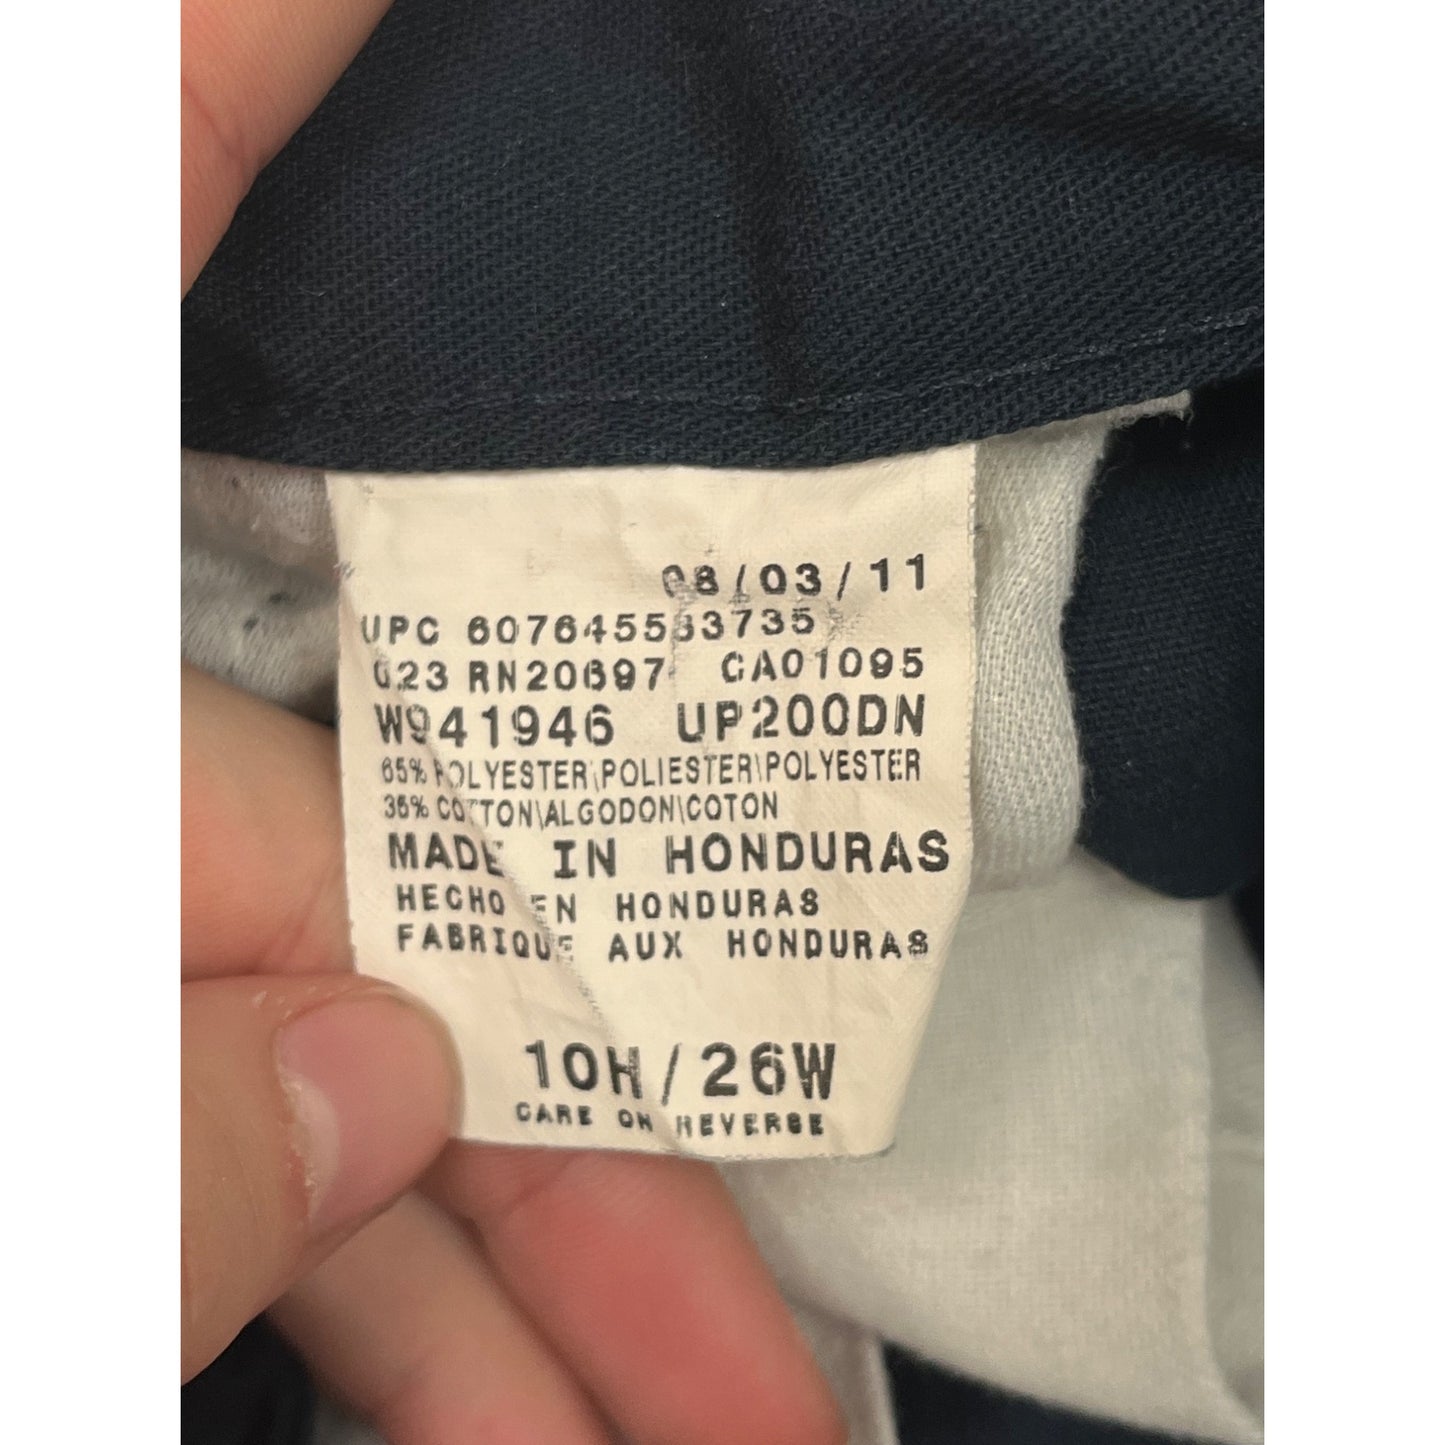 08/03/11
UPC 607645533735
023 RN20697 CA01095
W941946 UP200DN
65% POLYESTER\POLIESTER\POLYESTER
35% COTTON\ALGODON\COTON
MADE IN HONDURAS
HECHO EN HONDURAS
FABRIQUE AUX HONDURAS
10H/26W
CARE ON REVERSE